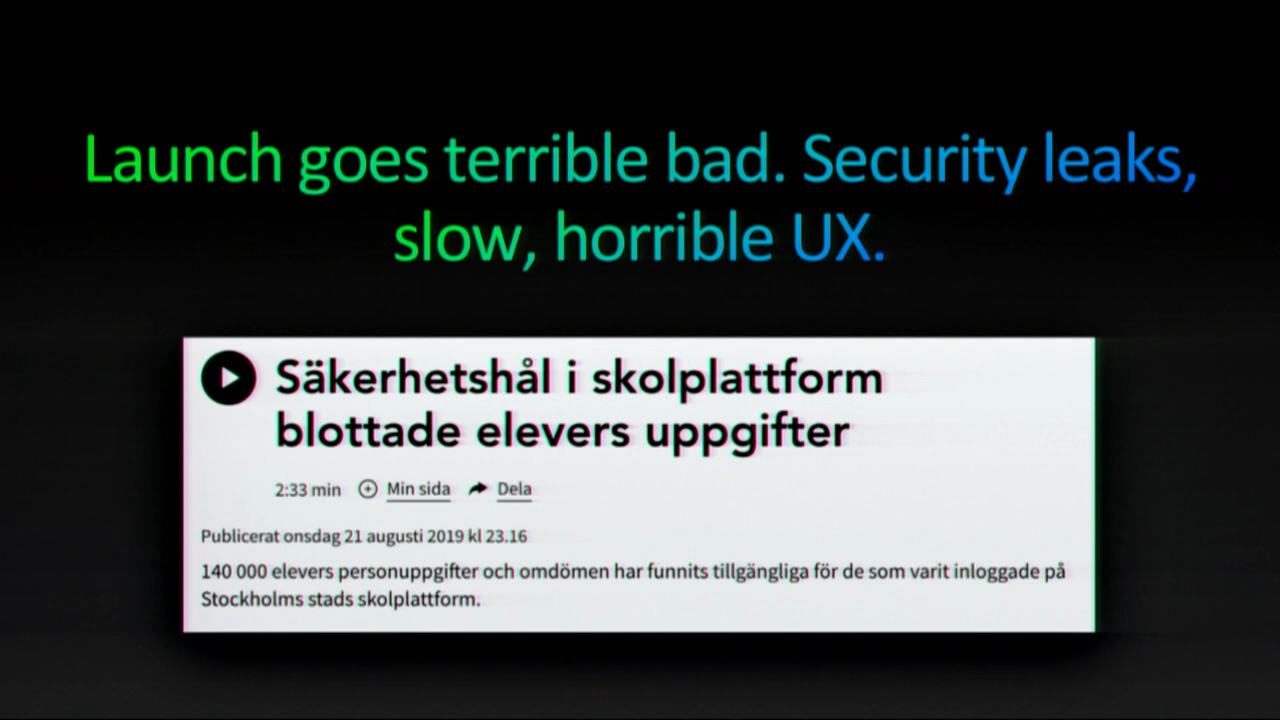 Launch goes terrible bad. Security leaks,
slow, horrible UX.
Säkerhetshål i skolplattform
blottade elevers uppgifter
2:33 min Min sida Dela
Publicerat onsdag 21 augusti 2019 kl 23.16
140 000 elevers personuppgifter och omdömen har funnits tillgängliga för de som varit inloggade på
Stockholms stads skolplattform.